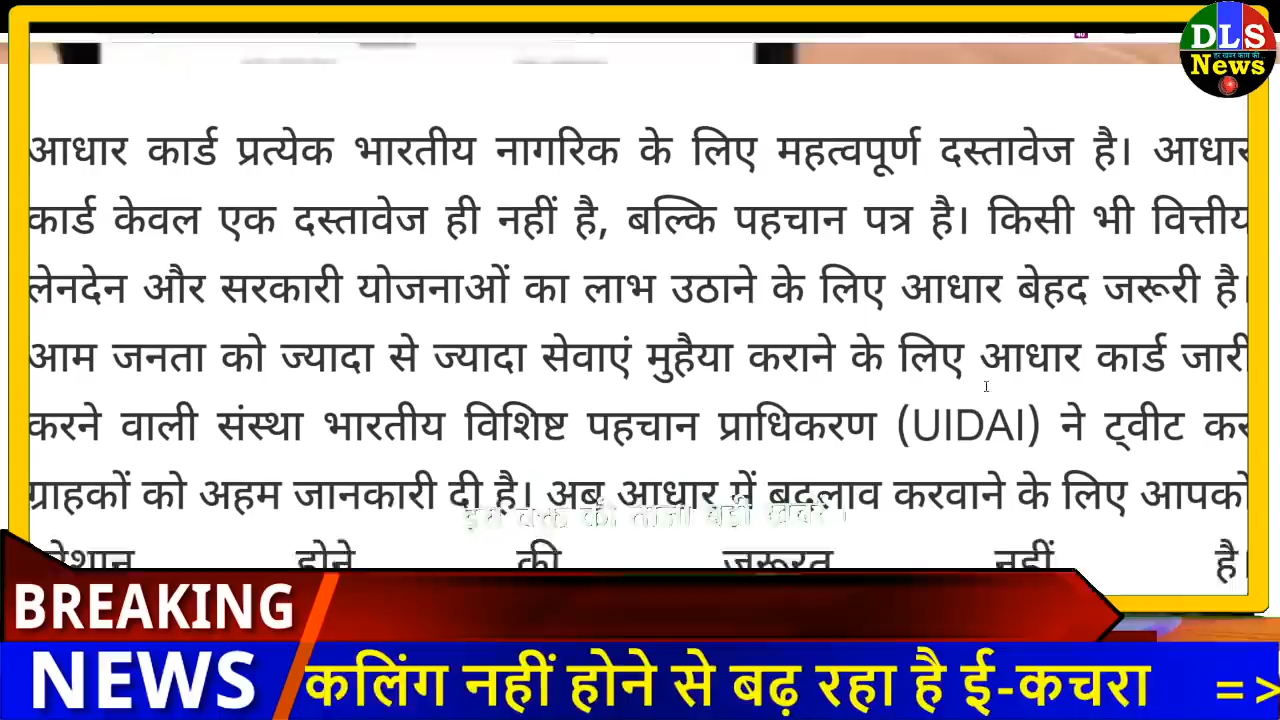 DLS
हर खबर काम की...
News
आधार कार्ड प्रत्येक भारतीय नागरिक के लिए महत्वपूर्ण दस्तावेज है। आधार
कार्ड केवल एक दस्तावेज ही नहीं है, बल्कि पहचान पत्र है। किसी भी वित्तीय
लेनदेन और सरकारी योजनाओं का लाभ उठाने के लिए आधार बेहद जरूरी है।
आम जनता को ज्यादा से ज्यादा सेवाएं मुहैया कराने के लिए आधार कार्ड जारी
करने वाली संस्था भारतीय विशिष्ट पहचान प्राधिकरण (UIDAI) ने ट्वीट कर
ग्राहकों को अहम जानकारी दी है। अब आधार में बदलाव करवाने के लिए आपको
होने की जरूरत नहीं है।
BREAKING
NEWS
कलिंग नहीं होने से बढ़ रहा है ई-कचरा =>